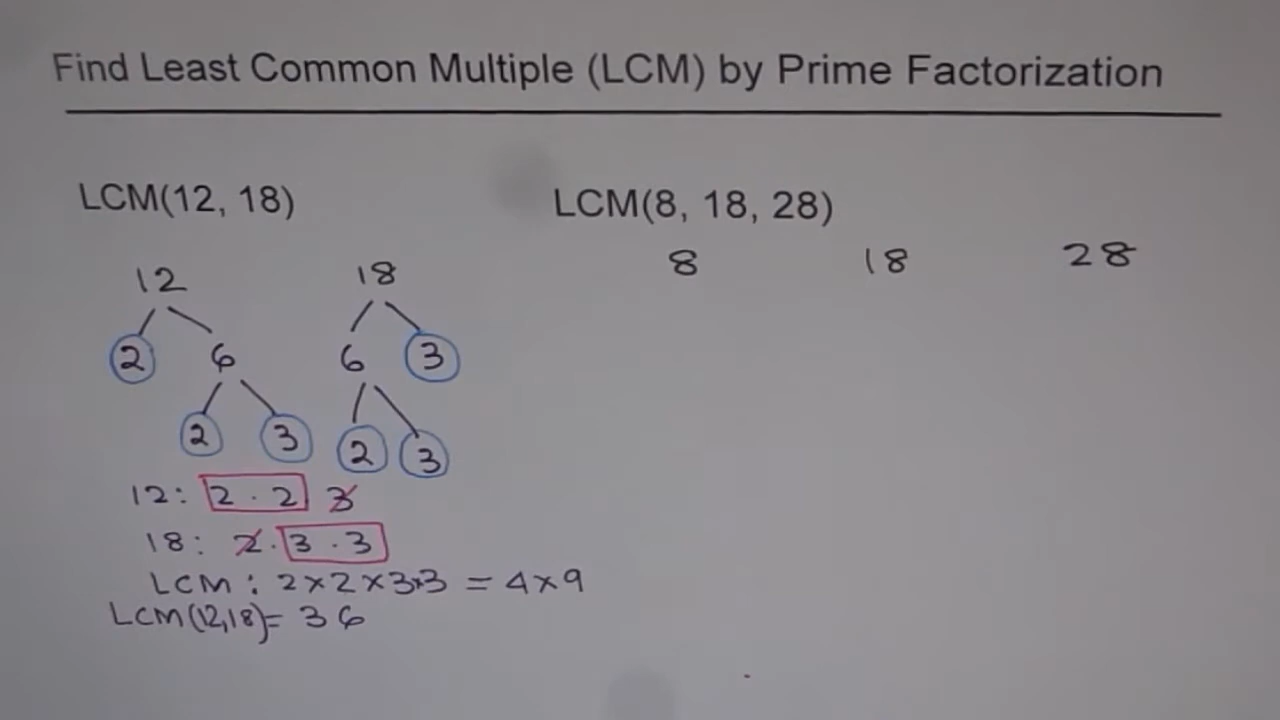 Find Least Common Multiple (LCM) by Prime Factorization
LCM(12, 18)
12 18
2 6 6 3
2 3 2 3
12: 2 · 2 3
18: 2 · 3 · 3
LCM : 2 × 2 × 3 × 3 = 4 × 9
LCM(12,18) = 36
LCM(8, 18, 28)
8 18 28